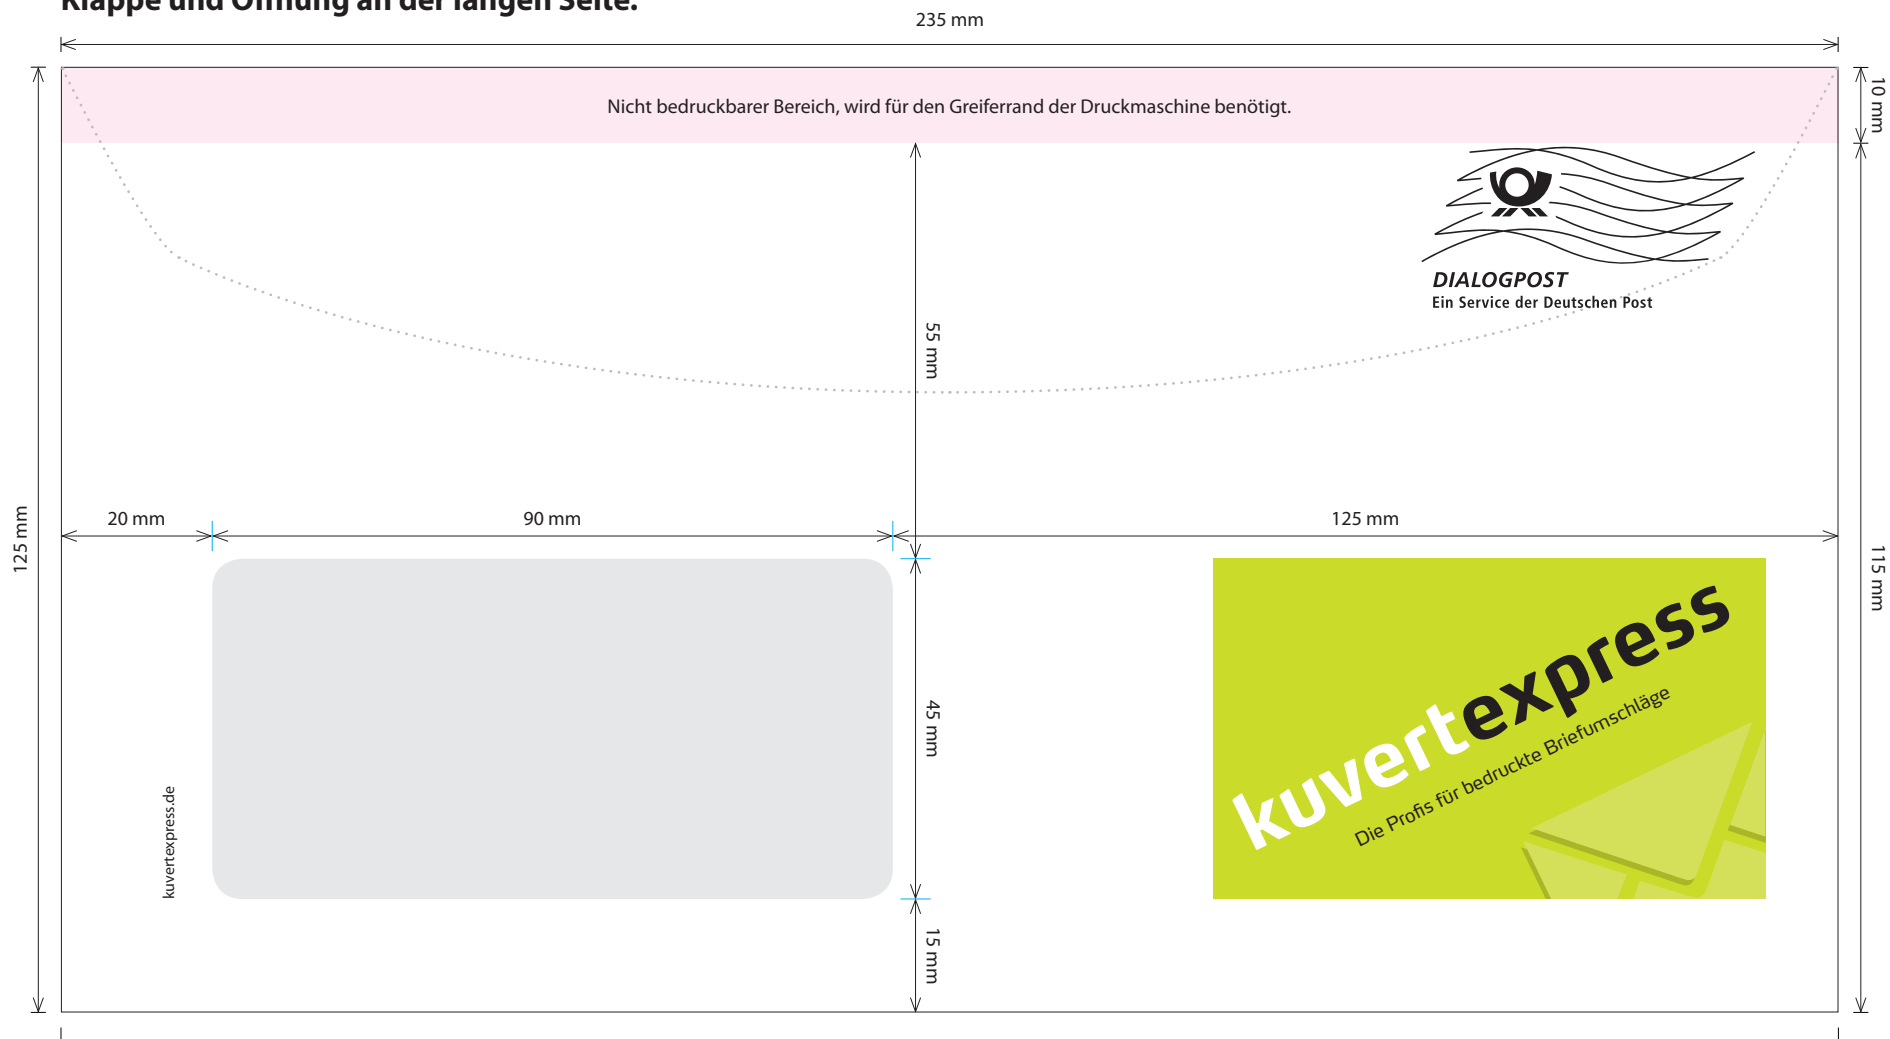 Klappe und Öffnung an der langen Seite.
235 mm
Nicht bedruckbarer Bereich, wird für den Greiferrand der Druckmaschine benötigt.
10 mm
DIALOGPOST
Ein Service der Deutschen Post
55 mm
125 mm
20 mm
90 mm
125 mm
115 mm
45 mm
kuvertexpress
Die Profis für bedruckte Briefumschläge
kuvertexpress.de
15 mm